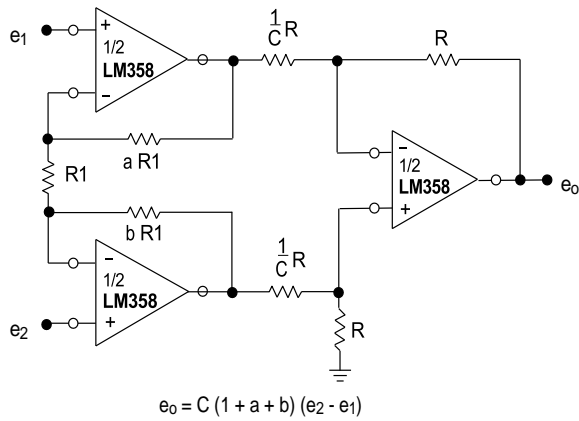 e1
+
1/2
LM358
−
1/C R
R
a R1
R1
b R1
−
1/2
LM358
+
eo
−
1/2
LM358
+
1/C R
R
e2
eo = C (1 + a + b) (e2 - e1)